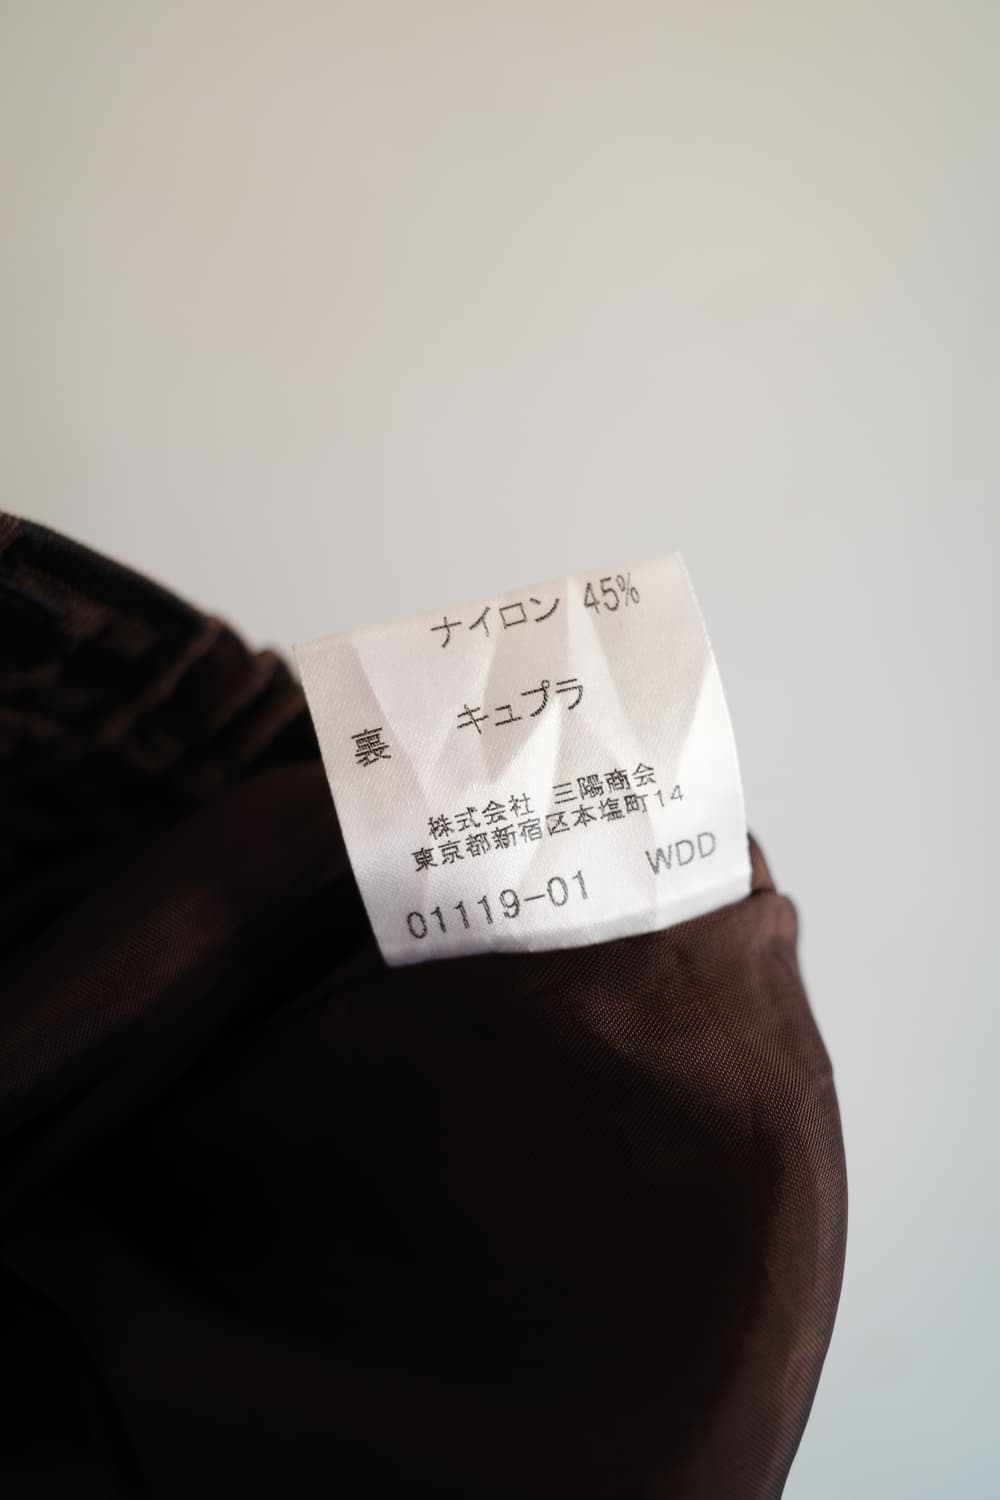 ナイロン 45%
裏 キュプラ
株式会社 三陽商会
東京都新宿区本塩町14
01119-01 WDD